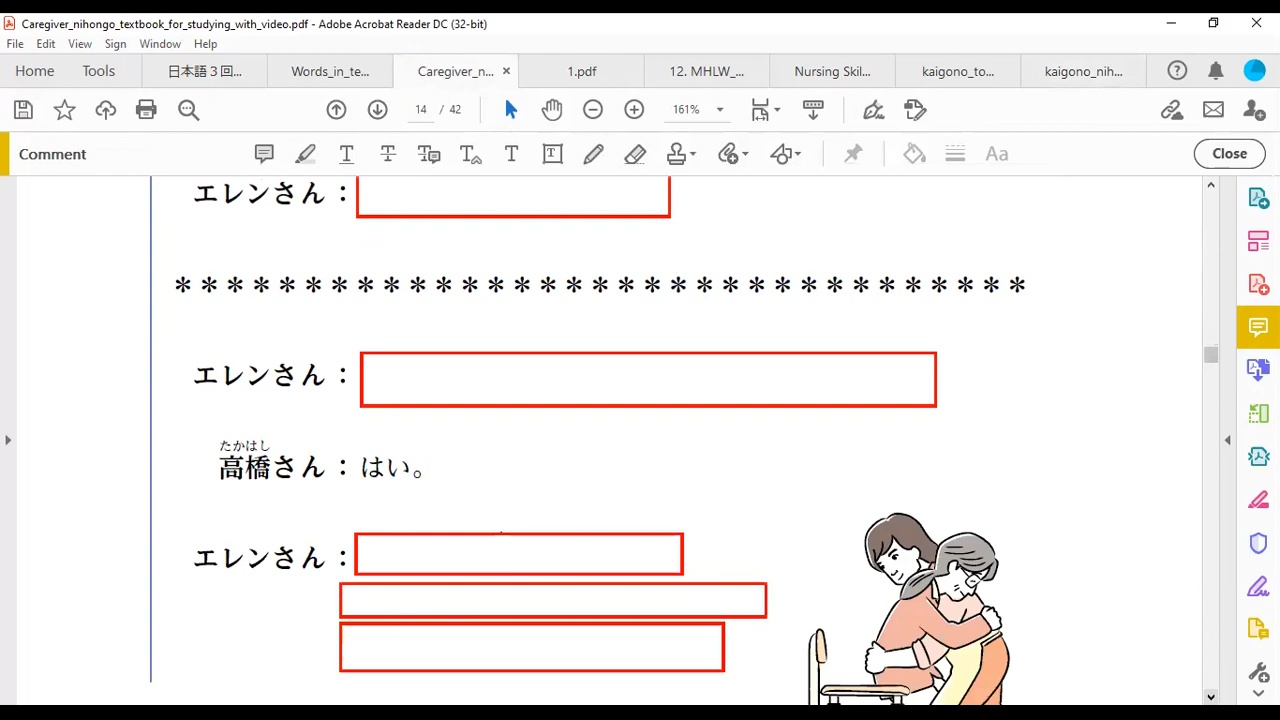 Caregiver_nihongo_textbook_for_studying_with_video.pdf - Adobe Acrobat Reader DC (32-bit)
File Edit View Sign Window Help
Home Tools 日本語3回... Words_in_te... Caregiver_n... × 1.pdf 12. MHLW_... Nursing Skil... kaigono_to... kaigono_nih...
14 / 42 161%
Comment Aa Close
エレンさん：
*********************************
エレンさん：
たかはし
高橋さん：はい。
エレンさん：